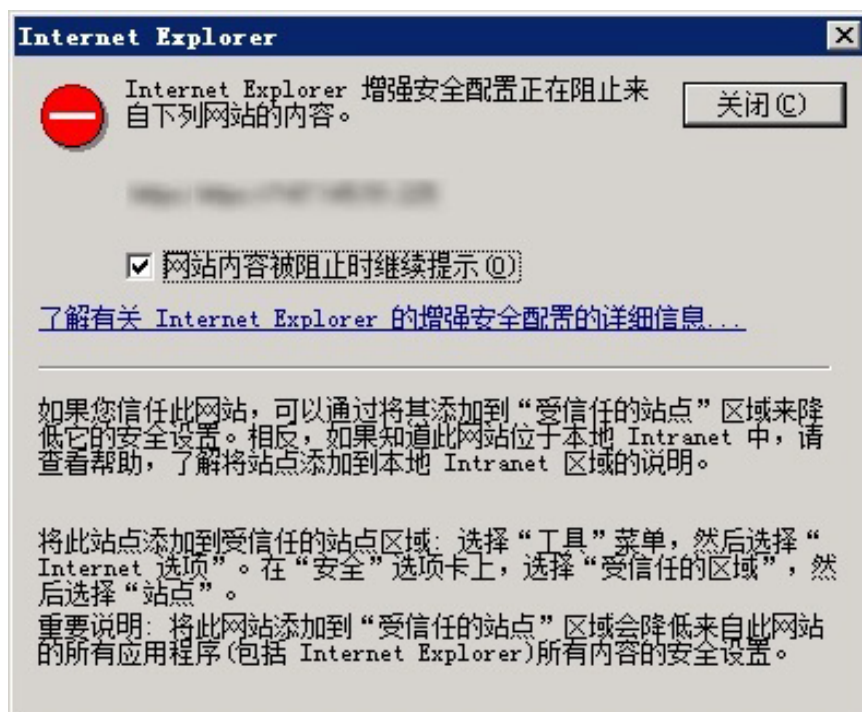 Internet Explorer
Internet Explorer 增强安全配置正在阻止来
自下列网站的内容。
关闭(C)
网站内容被阻止时继续提示(O)
了解有关 Internet Explorer 的增强安全配置的详细信息...
如果您信任此网站，可以通过将其添加到“受信任的站点”区域来降
低它的安全设置。相反，如果知道此网站位于本地 Intranet 中，请
查看帮助，了解将站点添加到本地 Intranet 区域的说明。
将此站点添加到受信任的站点区域: 选择“工具”菜单，然后选择“
Internet 选项”。在“安全”选项卡上，选择“受信任的区域”，然
后选择“站点”。
重要说明: 将此网站添加到“受信任的站点”区域会降低来自此网站
的所有应用程序(包括 Internet Explorer)所有内容的安全设置。